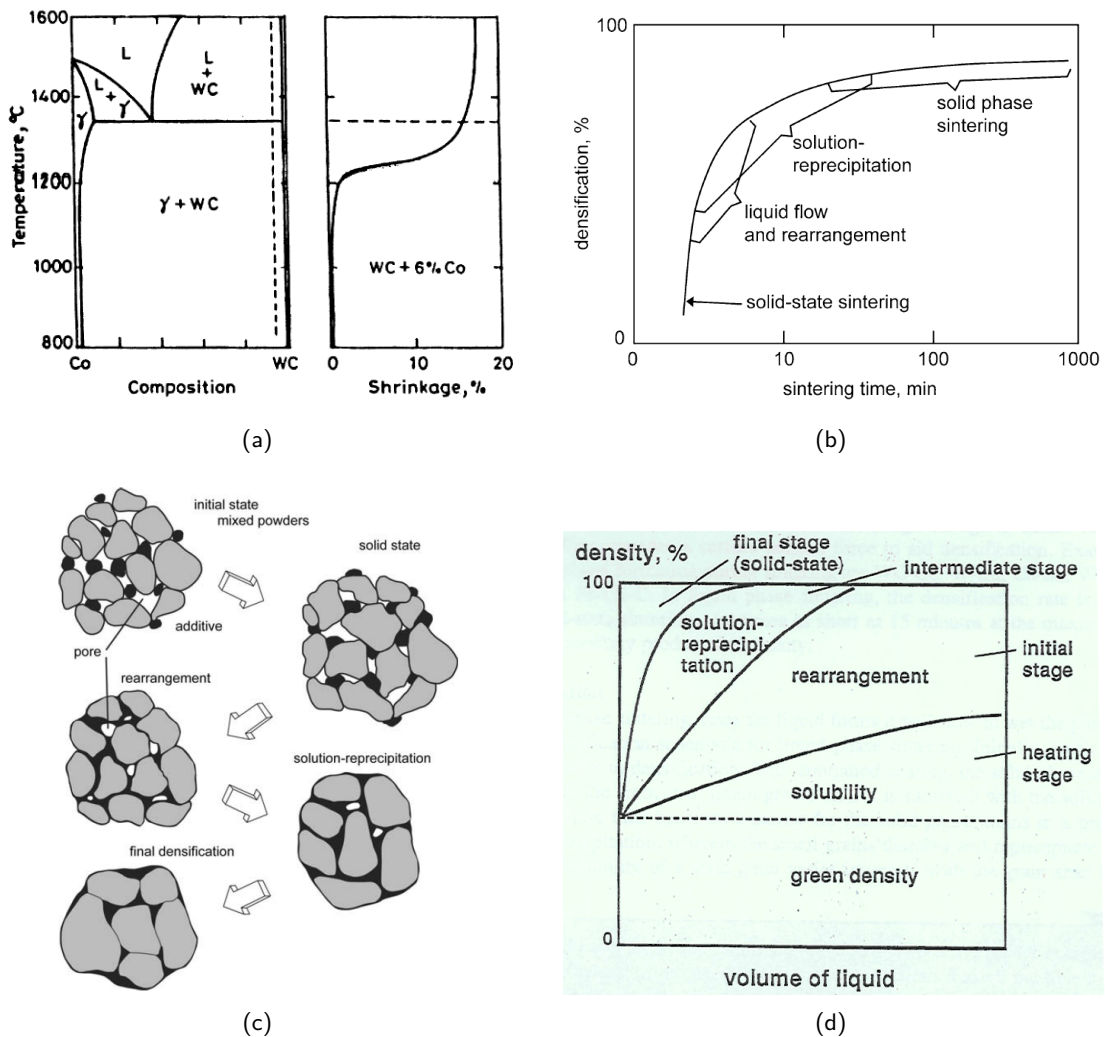 1600
1400
1200
1000
800
Temperature, °C
L
L + γ
γ
L
+
WC
γ + WC
Co
WC
Composition
WC + 6% Co
0
10
20
Shrinkage, %
(a)
100
0
densification, %
solid phase
sintering
solution-
reprecipitation
liquid flow
and rearrangement
solid-state sintering
0
10
100
1000
sintering time, min
(b)
initial state
mixed powders
solid state
additive
pore
rearrangement
solution-reprecipitation
final densification
(c)
density, %
final stage
(solid-state)
intermediate stage
100
solution-
reprecipi-
tation
rearrangement
initial
stage
heating
stage
solubility
green density
0
volume of liquid
(d)